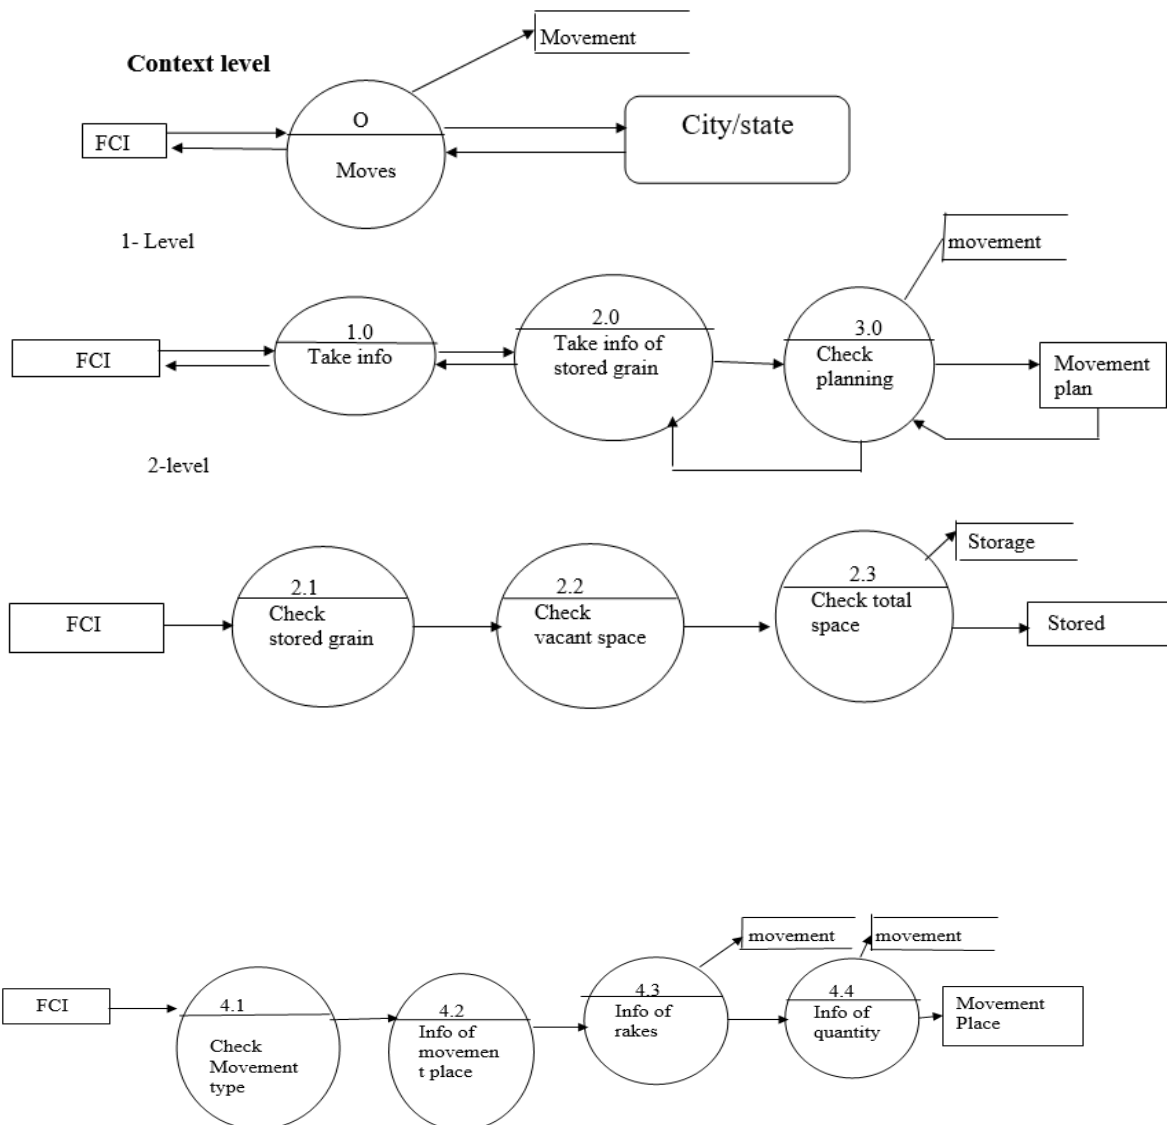 Movement
Context level
O
FCI
City/state
Moves
1- Level
movement
1.0
2.0
3.0
FCI
Take info
Take info of
stored grain
Check
planning
Movement
plan
2-level
Storage
2.1
2.2
2.3
FCI
Check
stored grain
Check
vacant space
Check total
space
Stored
movement
movement
FCI
4.1
4.2
4.3
4.4
Check
Movement
type
Info of
movemen
t place
Info of
rakes
Info of
quantity
Movement
Place